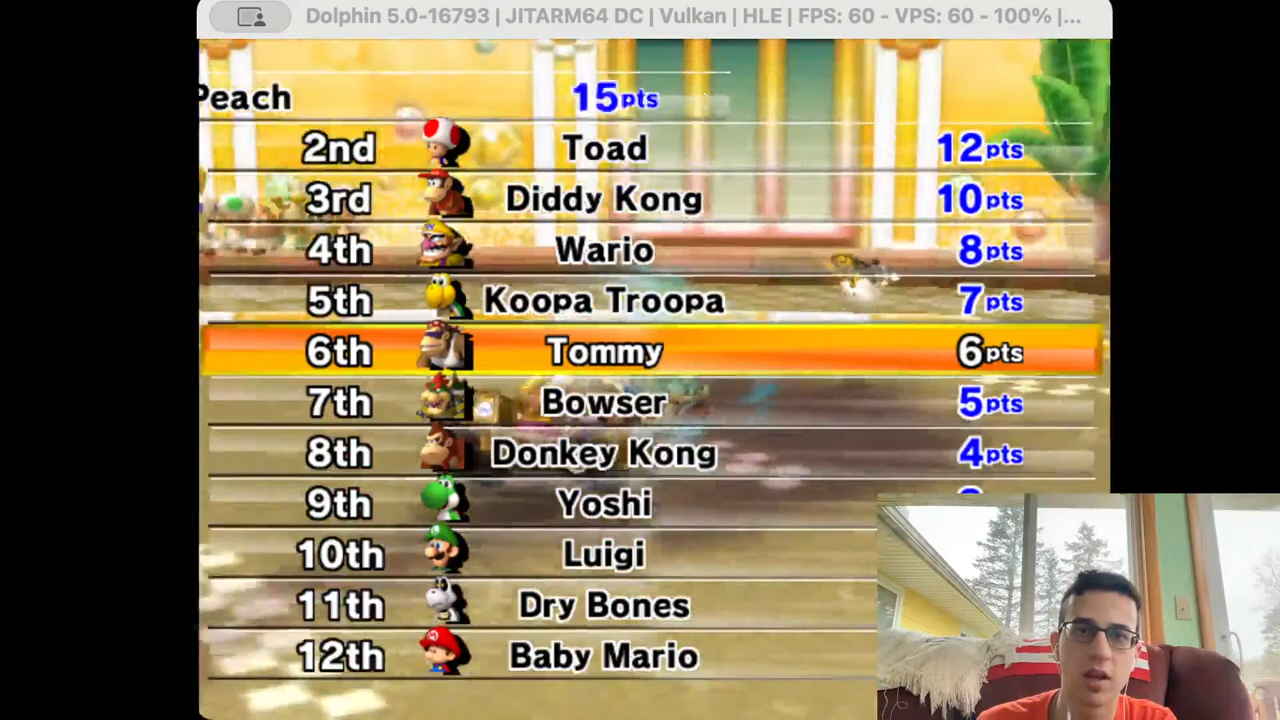 Dolphin 5.0-16793 | JITARM64 DC | Vulkan | HLE | FPS: 60 - VPS: 60 - 100% |...
Peach 15pts
2nd Toad 12pts
3rd Diddy Kong 10pts
4th Wario 8pts
5th Koopa Troopa 7pts
6th Tommy 6pts
7th Bowser 5pts
8th Donkey Kong 4pts
9th Yoshi
10th Luigi
11th Dry Bones
12th Baby Mario